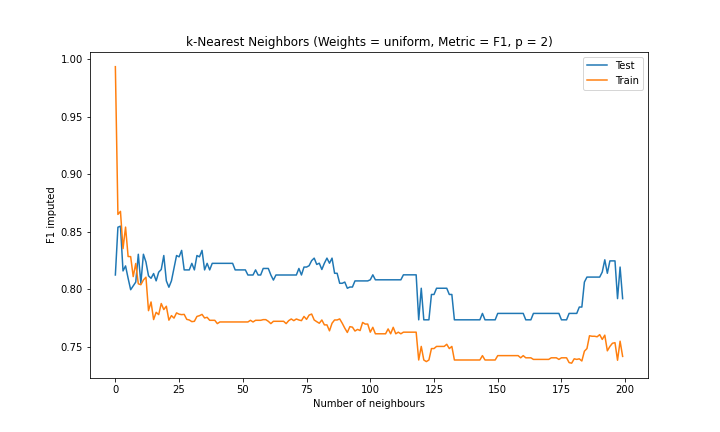 k-Nearest Neighbors (Weights = uniform, Metric = F1, p = 2)
Test
Train
1.00
0.95
0.90
0.85
0.80
0.75
F1 imputed
0 25 50 75 100 125 150 175 200
Number of neighbours